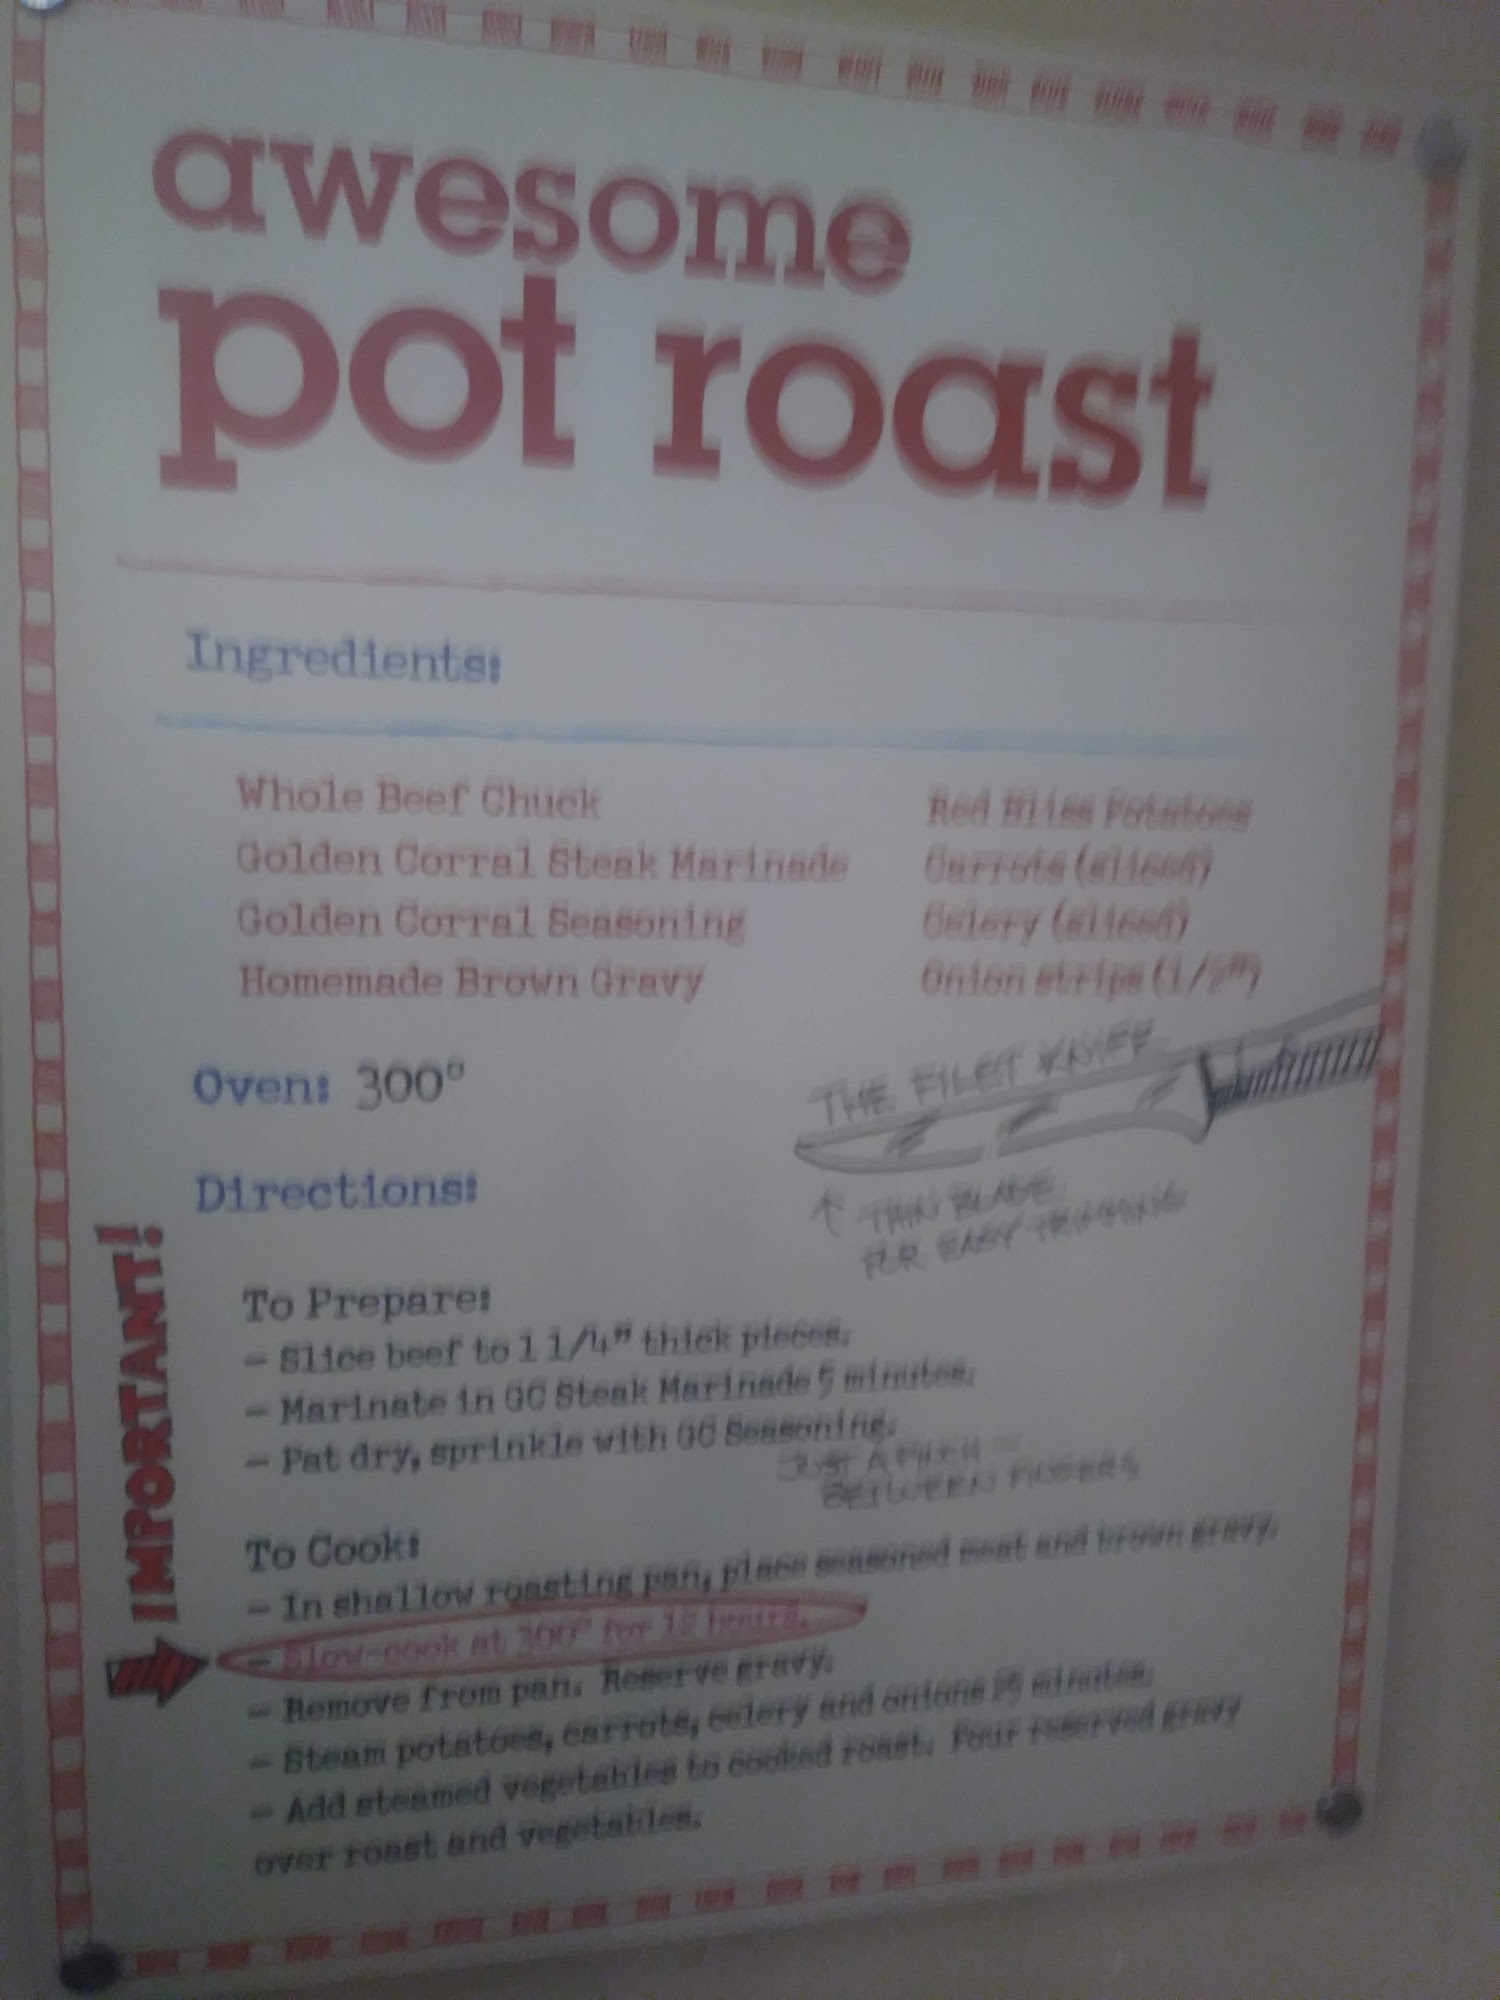 awesome
pot roast
Ingredients:
Whole Beef Chuck
Golden Corral Steak Marinade
Golden Corral Seasoning
Homemade Brown Gravy
Red Bliss Potatoes
Carrots (sliced)
Celery (sliced)
Onion strips (1/2")
Oven: 300°
THE FILET KNIFE
↑ THIN BLADE
FOR EASY TRIMMING
Directions:
IMPORTANT!
To Prepare:
- Slice beef to 1 1/4" thick pieces.
- Marinate in GC Steak Marinade 5 minutes.
- Pat dry, sprinkle with GC Seasoning.
JUST A PINCH
BETWEEN FINGERS
To Cook:
- In shallow roasting pan, place seasoned meat and brown gravy.
- Slow-cook at 300° for 12 hours.
- Remove from pan. Reserve gravy.
- Steam potatoes, carrots, celery and onions 25 minutes.
- Add steamed vegetables to cooked roast. Pour reserved gravy
over roast and vegetables.